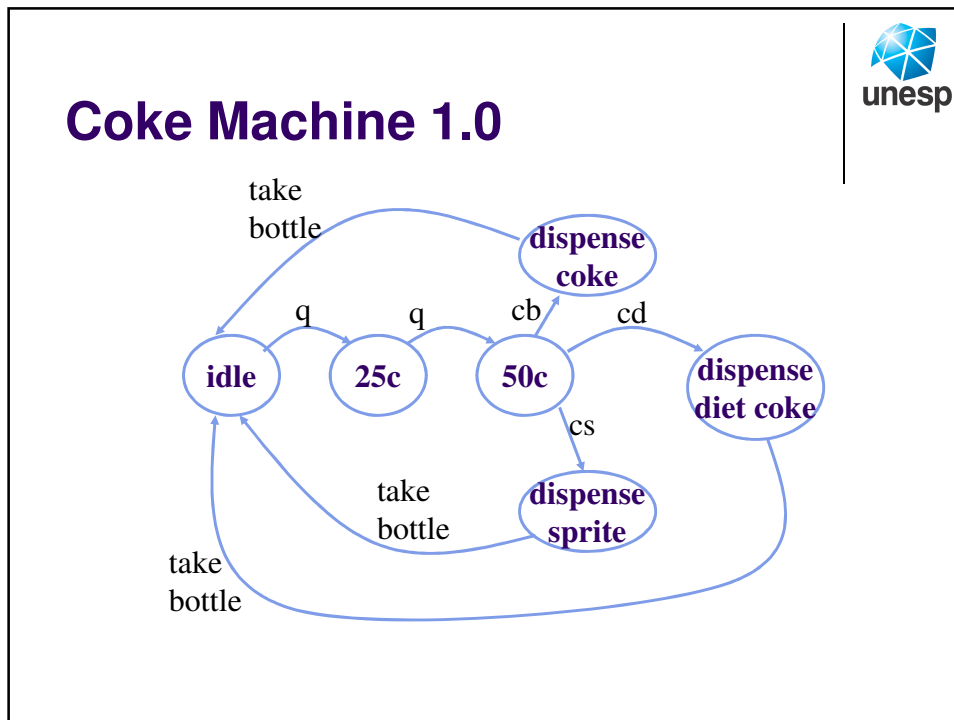 unesp
Coke Machine 1.0
take
bottle
dispense
coke
q
q
cb
cd
idle
25c
50c
dispense
diet coke
cs
take
bottle
dispense
sprite
take
bottle